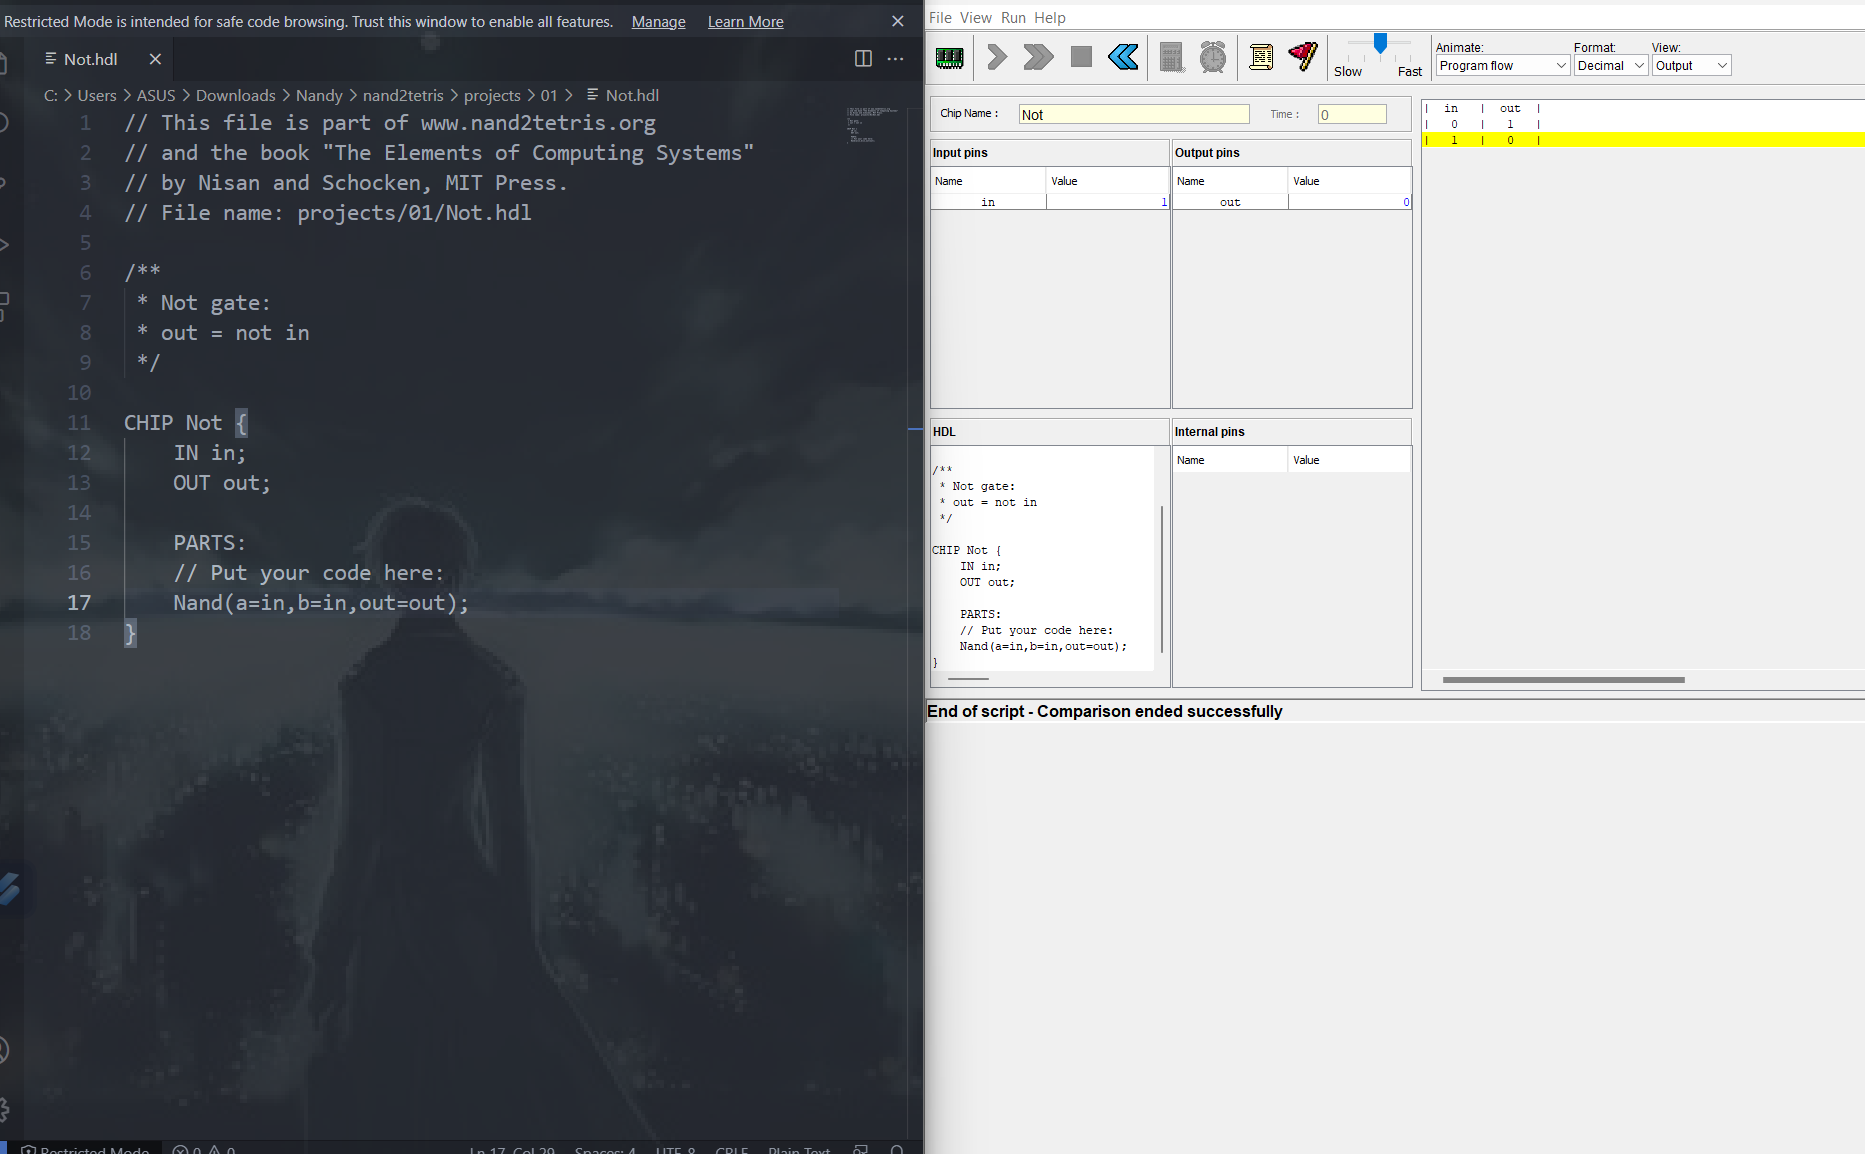 Restricted Mode is intended for safe code browsing. Trust this window to enable all features. Manage Learn More
Not.hdl
C: > Users > ASUS > Downloads > Nandy > nand2tetris > projects > 01 > Not.hdl
1 // This file is part of www.nand2tetris.org
2 // and the book "The Elements of Computing Systems"
3 // by Nisan and Schocken, MIT Press.
4 // File name: projects/01/Not.hdl
5
6 /**
7 * Not gate:
8 * out = not in
9 */
10
11 CHIP Not {
12 IN in;
13 OUT out;
14
15 PARTS:
16 // Put your code here:
17 Nand(a=in,b=in,out=out);
18 }
Restricted Mode 0 0 Ln 17, Col 29 Spaces: 4 UTF-8 CRLF Plain Text
File View Run Help
Slow Fast
Animate: Format: View:
Program flow Decimal Output
Chip Name : Not Time : 0
Input pins Output pins
Name Value Name Value
in 1 out 0
HDL
/**
* Not gate:
* out = not in
*/
CHIP Not {
IN in;
OUT out;
PARTS:
// Put your code here:
Nand(a=in,b=in,out=out);
}
Internal pins
Name Value
| in | out |
| 0 | 1 |
| 1 | 0 |
End of script - Comparison ended successfully